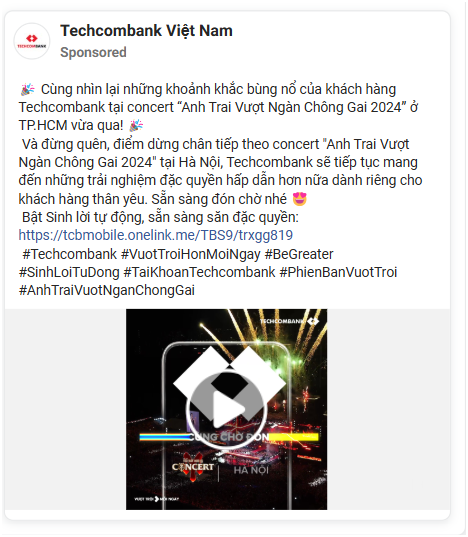 Techcombank Việt Nam
Sponsored
🎉 Cùng nhìn lại những khoảnh khắc bùng nổ của khách hàng
Techcombank tại concert “Anh Trai Vượt Ngàn Chông Gai 2024” ở
TP.HCM vừa qua! 🎉
Và đừng quên, điểm dừng chân tiếp theo concert "Anh Trai Vượt
Ngàn Chông Gai 2024" tại Hà Nội, Techcombank sẽ tiếp tục mang
đến những trải nghiệm đặc quyền hấp dẫn hơn nữa dành riêng cho
khách hàng thân yêu. Sẵn sàng đón chờ nhé 😍
Bật Sinh lời tự động, sẵn sàng săn đặc quyền:
https://tcbmobile.onelink.me/TBS9/trxgg819
#Techcombank #VuotTroiHonMoiNgay #BeGreater
#SinhLoiTuDong #TaiKhoanTechcombank #PhienBanVuotTroi
#AnhTraiVuotNganChongGai
TECHCOMBANK
TECHCOMBANK
CÙNG CHỜ ĐÓN
CONCERT
HÀ NỘI
VƯỢT TRỘI MỖI NGÀY